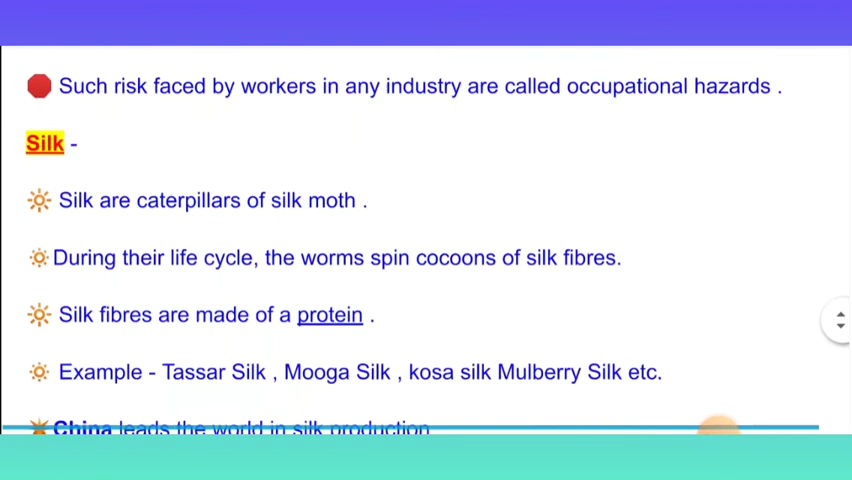 Such risk faced by workers in any industry are called occupational hazards .
Silk -
Silk are caterpillars of silk moth .
During their life cycle, the worms spin cocoons of silk fibres.
Silk fibres are made of a protein .
Example - Tassar Silk , Mooga Silk , kosa silk Mulberry Silk etc.
China leads the world in silk production